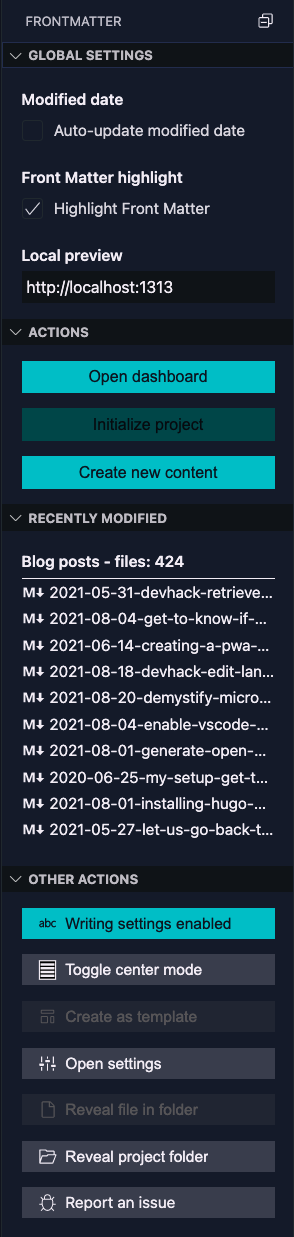 FRONTMATTER
GLOBAL SETTINGS
Modified date
Auto-update modified date
Front Matter highlight
Highlight Front Matter
Local preview
http://localhost:1313
ACTIONS
Open dashboard
Initialize project
Create new content
RECENTLY MODIFIED
Blog posts - files: 424
M 2021-05-31-devhack-retrieve...
M 2021-08-04-get-to-know-if-...
M 2021-06-14-creating-a-pwa-...
M 2021-08-18-devhack-edit-lan...
M 2021-08-20-demystify-micro...
M 2021-08-04-enable-vscode-...
M 2021-08-01-generate-open-...
M 2020-06-25-my-setup-get-t...
M 2021-08-01-installing-hugo-...
M 2021-05-27-let-us-go-back-t...
OTHER ACTIONS
abc Writing settings enabled
Toggle center mode
Create as template
Open settings
Reveal file in folder
Reveal project folder
Report an issue